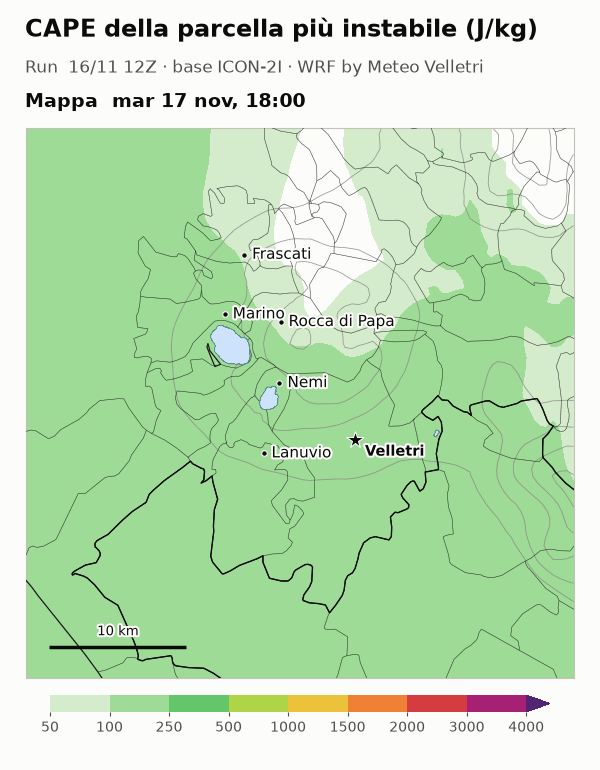 CAPE della parcella più instabile (J/kg)
Run  16/11 12Z · base ICON-2I · WRF by Meteo Velletri
Mappa  mar 17 nov, 18:00
Frascati
Marino
Rocca di Papa
Nemi
Velletri
Lanuvio
10 km
50 100 250 500 1000 1500 2000 3000 4000